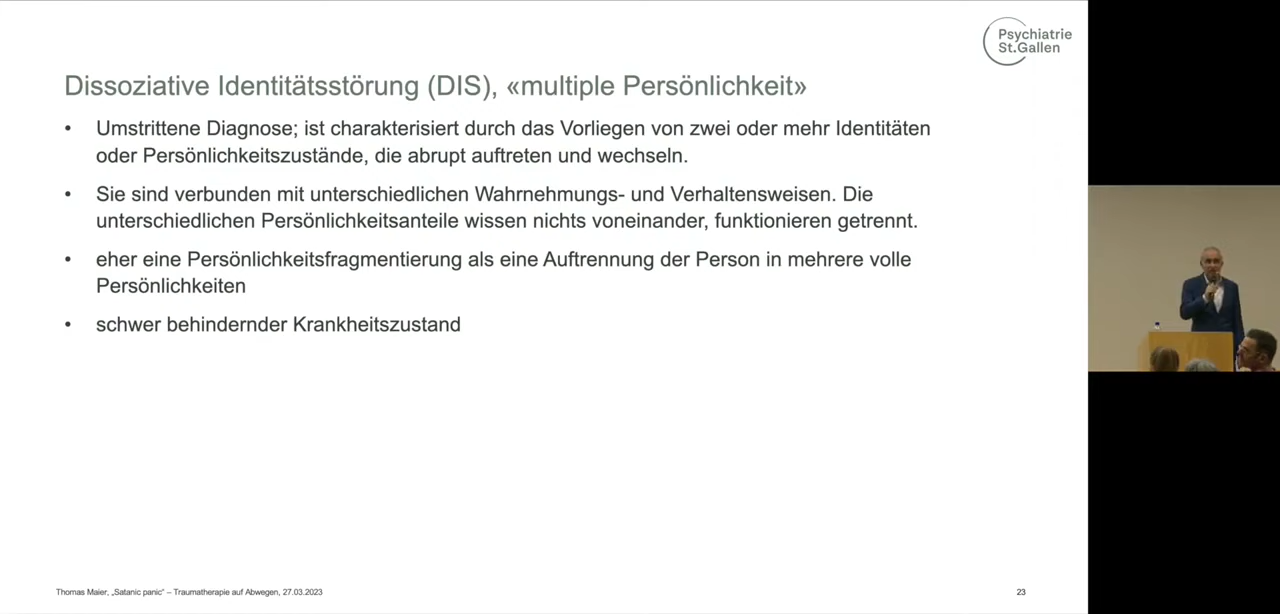 Psychiatrie
St.Gallen
Dissoziative Identitätsstörung (DIS), «multiple Persönlichkeit»
• Umstrittene Diagnose; ist charakterisiert durch das Vorliegen von zwei oder mehr Identitäten
oder Persönlichkeitszustände, die abrupt auftreten und wechseln.
• Sie sind verbunden mit unterschiedlichen Wahrnehmungs- und Verhaltensweisen. Die
unterschiedlichen Persönlichkeitsanteile wissen nichts voneinander, funktionieren getrennt.
• eher eine Persönlichkeitsfragmentierung als eine Auftrennung der Person in mehrere volle
Persönlichkeiten
• schwer behindernder Krankheitszustand
Thomas Maier, „Satanic panic“ – Traumatherapie auf Abwegen, 27.03.2023
23